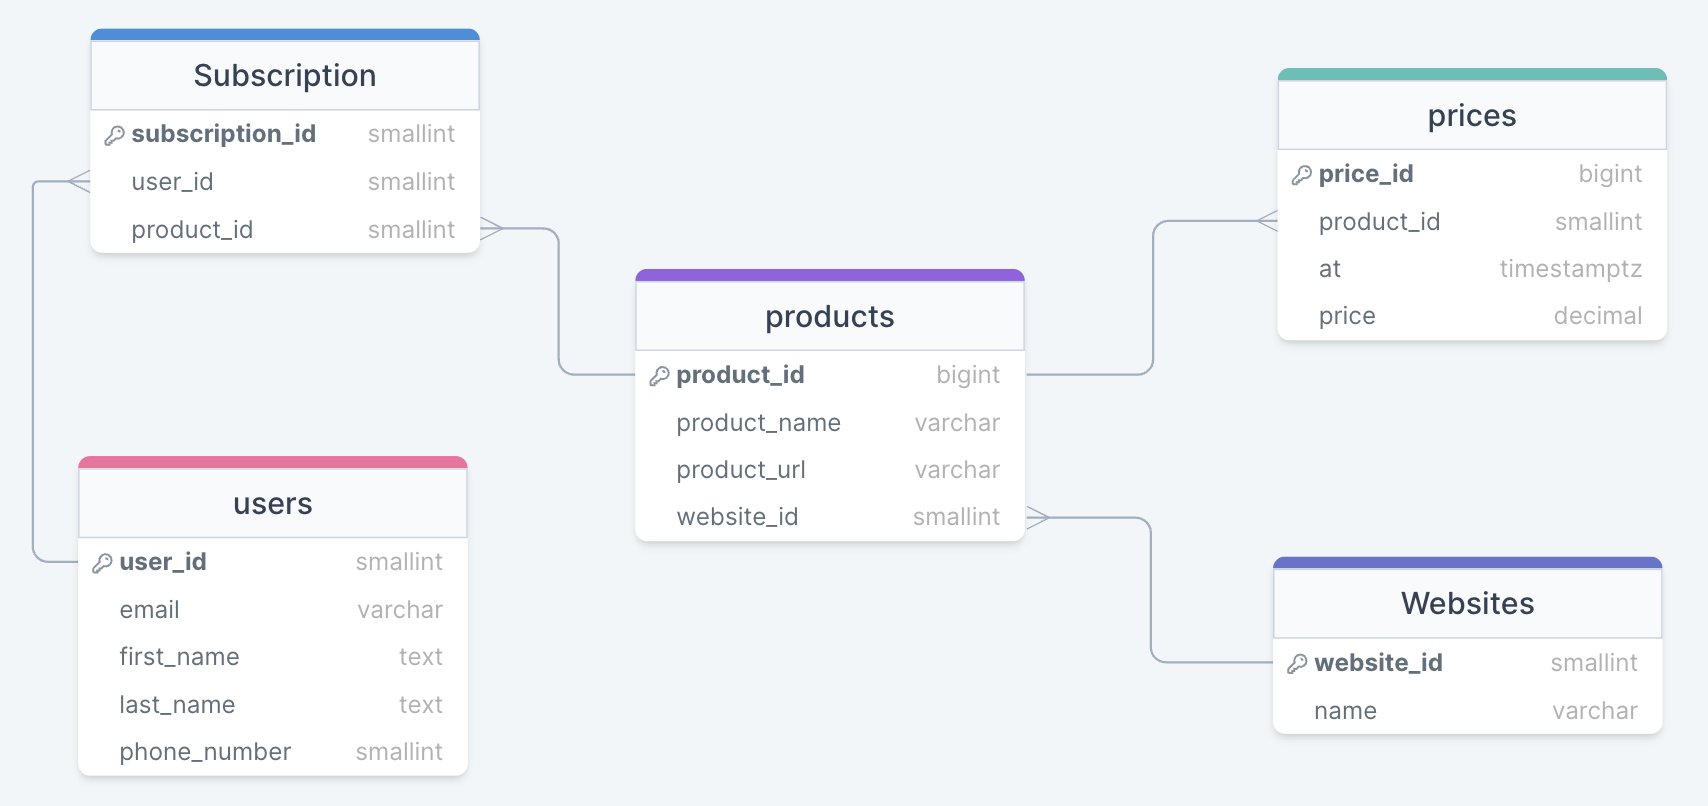 Subscription
subscription_id smallint
user_id smallint
product_id smallint
prices
price_id bigint
product_id smallint
at timestamptz
price decimal
products
product_id bigint
product_name varchar
product_url varchar
website_id smallint
users
user_id smallint
email varchar
first_name text
last_name text
phone_number smallint
Websites
website_id smallint
name varchar